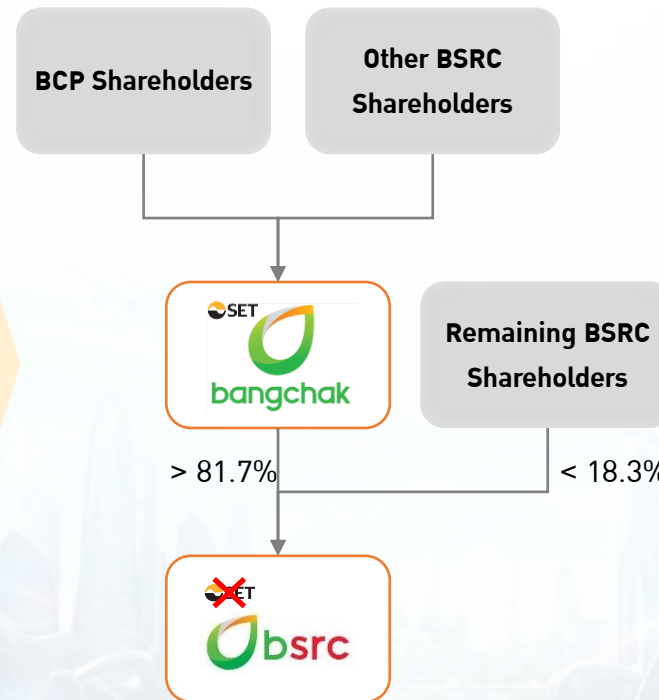 BCP Shareholders
Other BSRC
Shareholders
SET
bangchak
Remaining BSRC
Shareholders
> 81.7%
< 18.3%
SET
bsrc